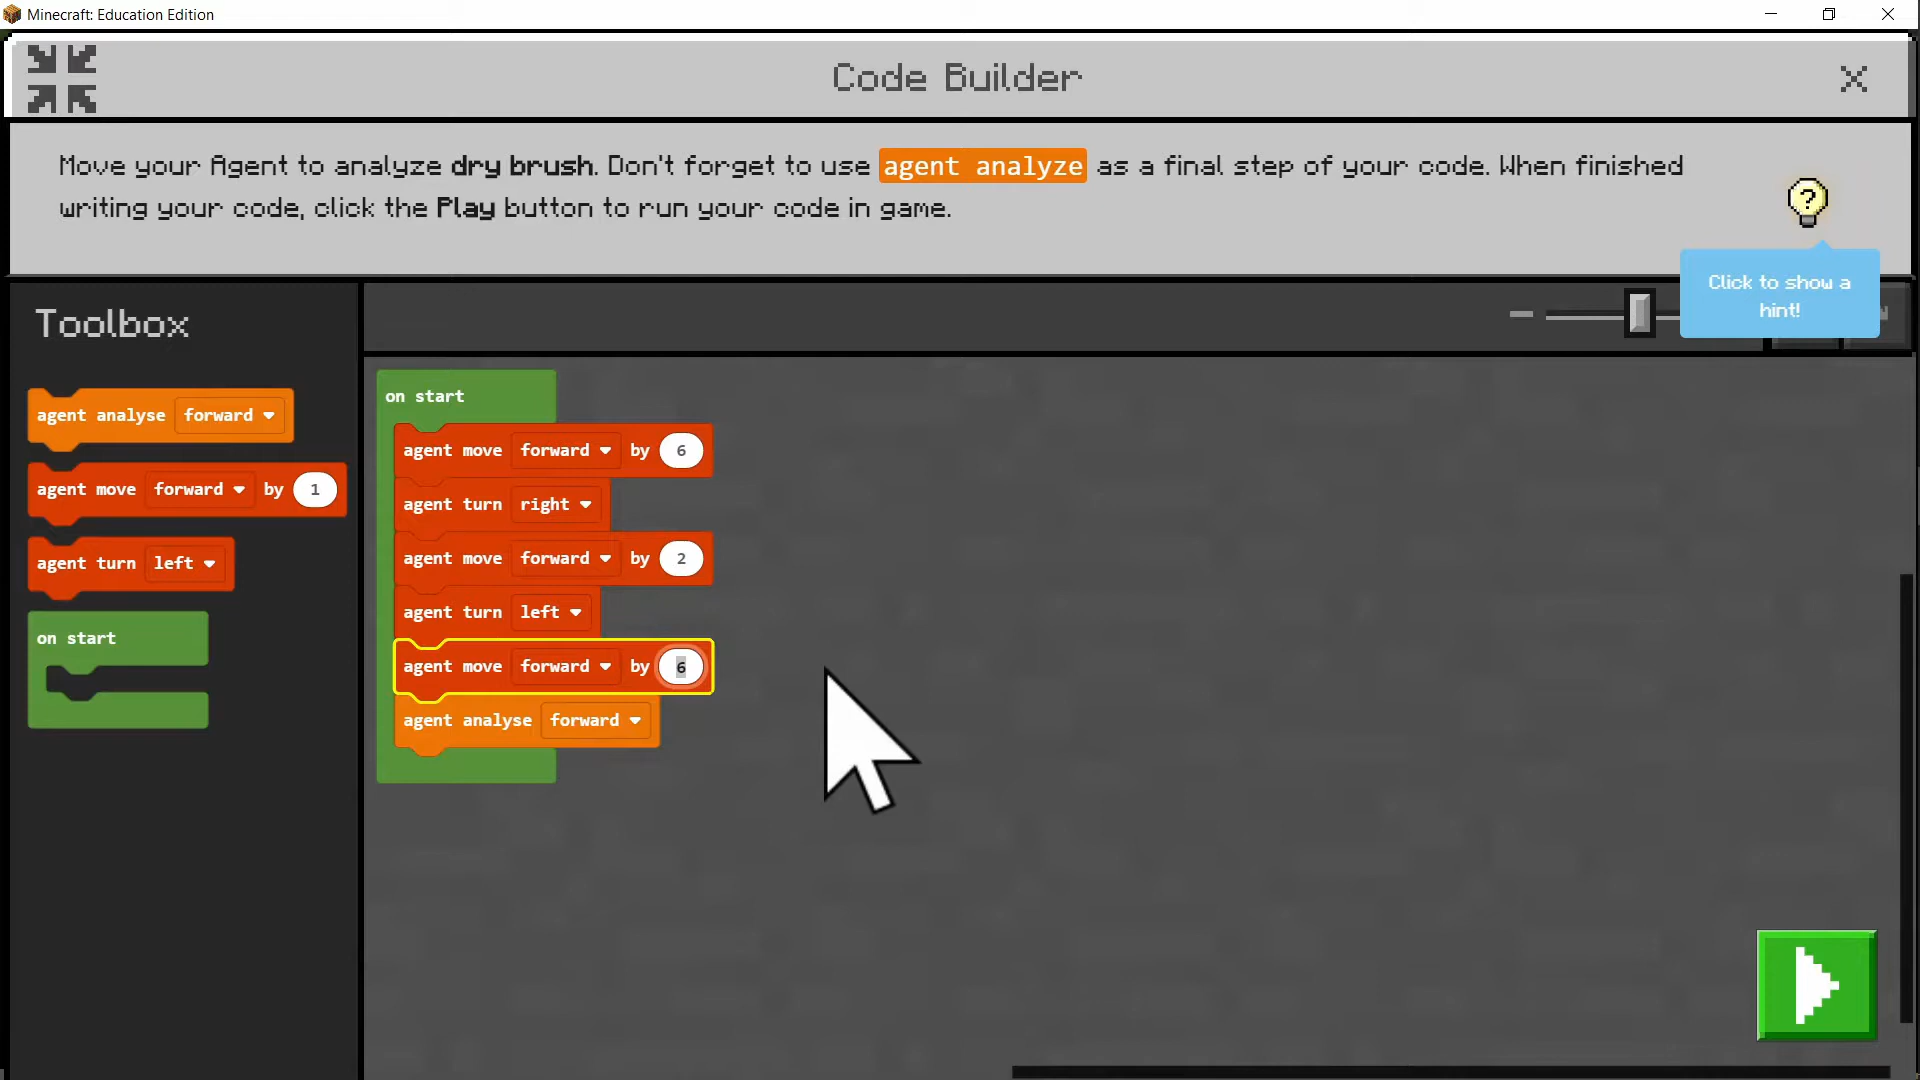 Minecraft: Education Edition
Code Builder
Move your Agent to analyze dry brush. Don't forget to use agent analyze as a final step of your code. When finished
writing your code, click the Play button to run your code in game.
?
Click to show a
hint!
Toolbox
agent analyse forward
agent move forward by 1
agent turn left
on start
on start
agent move forward by 6
agent turn right
agent move forward by 2
agent turn left
agent move forward by 6
agent analyse forward